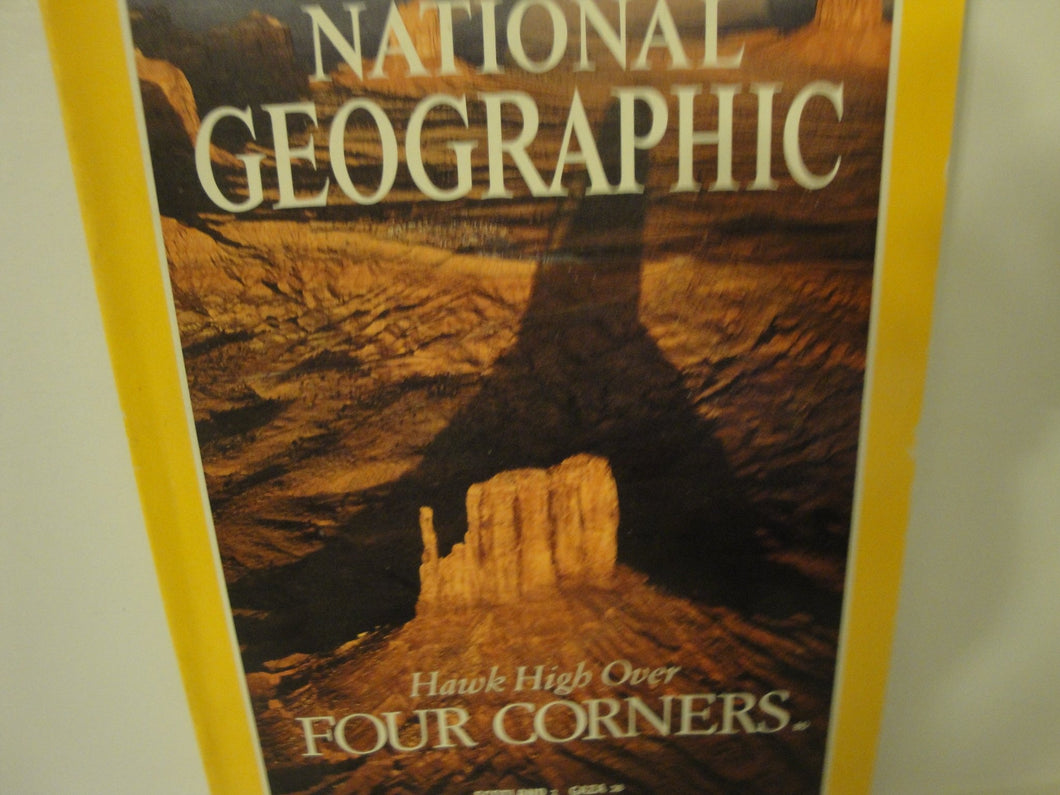 NATIONAL
GEOGRAPHIC
Hawk High Over
FOUR CORNERS